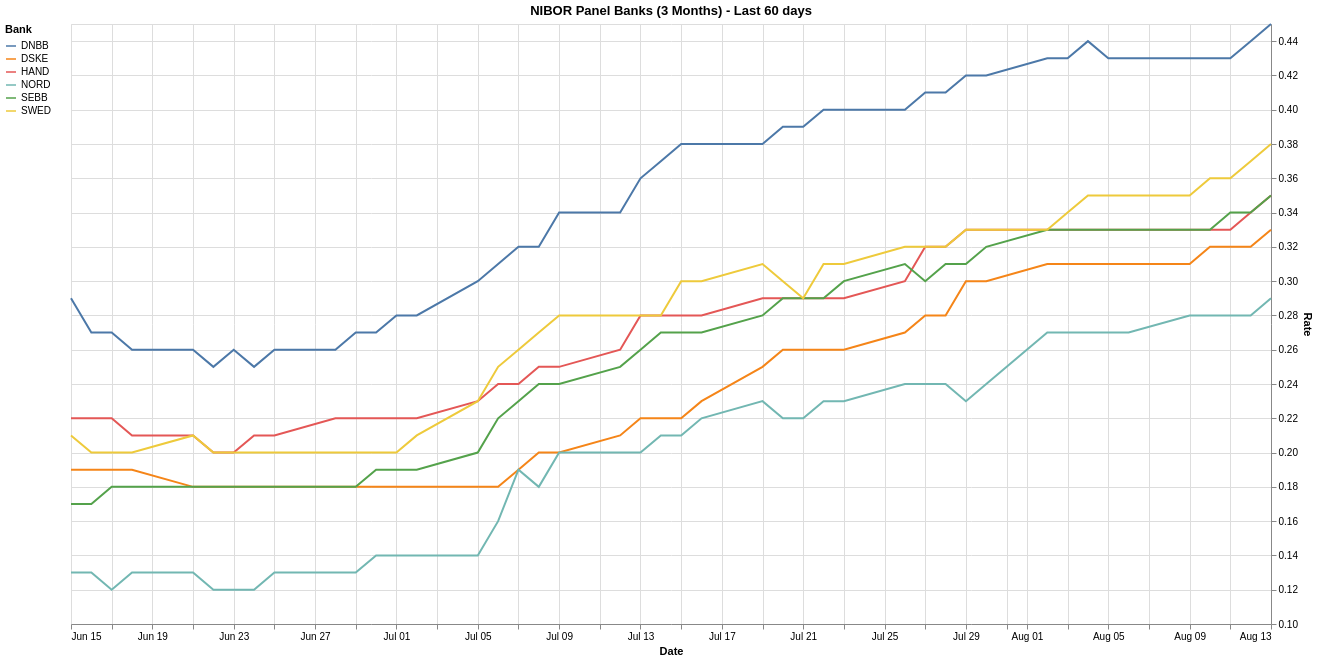 NIBOR Panel Banks (3 Months) - Last 60 days
Bank
DNBB
DSKE
HAND
NORD
SEBB
SWED
0.44
0.42
0.40
0.38
0.36
0.34
0.32
0.30
0.28
0.26
0.24
0.22
0.20
0.18
0.16
0.14
0.12
0.10
Rate
Jun 15 Jun 19 Jun 23 Jun 27 Jul 01 Jul 05 Jul 09 Jul 13 Jul 17 Jul 21 Jul 25 Jul 29 Aug 01 Aug 05 Aug 09 Aug 13
Date